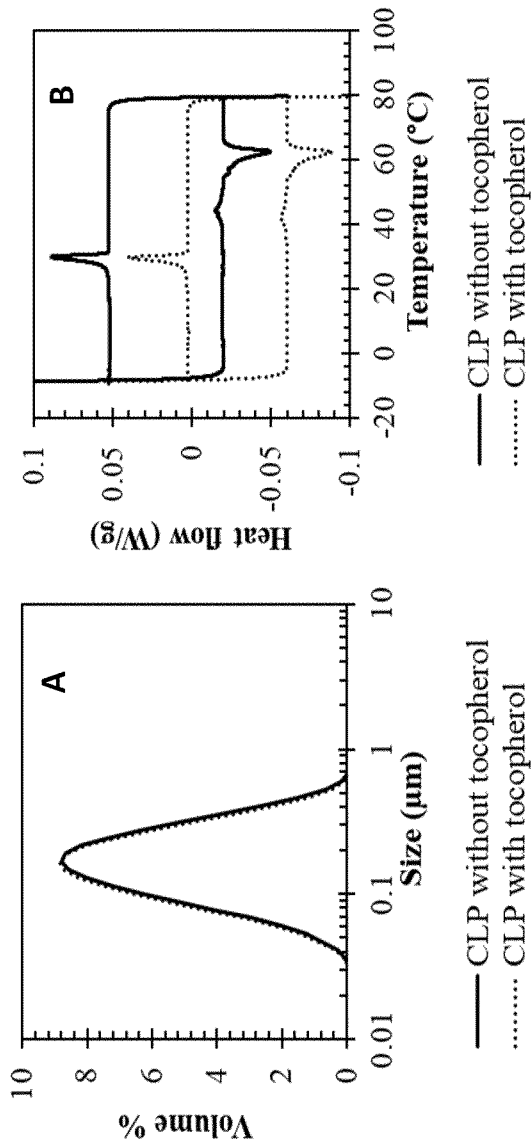 A
Volume %
10
8
6
4
2
0
0.01
0.1
1
10
Size (μm)
CLP without tocopherol
CLP with tocopherol
B
Heat flow (W/g)
0.1
0.05
0
-0.05
-0.1
-20
0
20
40
60
80
100
Temperature (°C)
CLP without tocopherol
CLP with tocopherol